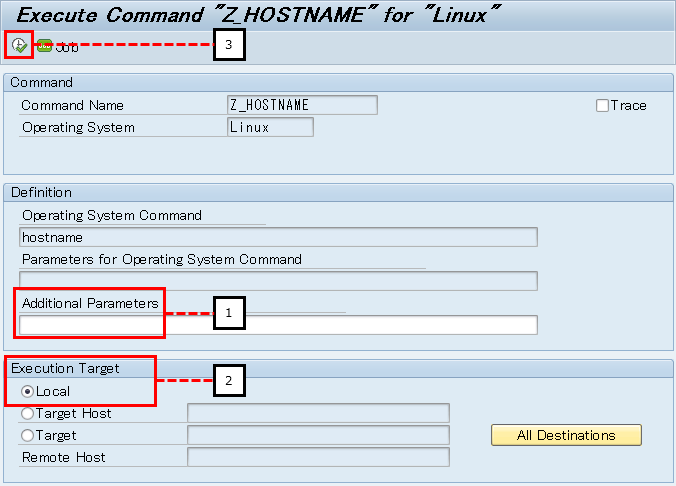 Execute Command "Z_HOSTNAME" for "Linux"
Job 3
Command
Command Name Z_HOSTNAME Trace
Operating System Linux
Definition
Operating System Command
hostname
Parameters for Operating System Command
Additional Parameters
1
Execution Target
2
Local
Target Host
Target All Destinations
Remote Host